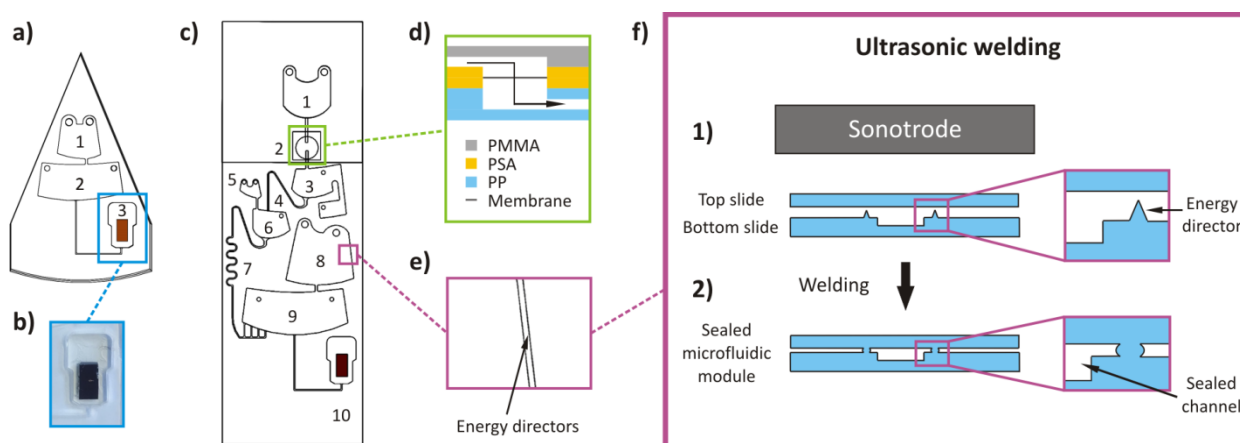 a)
1
2
3
b)
c)
1
2
3
4
5
6
7
8
9
10
d)
PMMA
PSA
PP
Membrane
e)
Energy directors
f)
Ultrasonic welding
1)
Sonotrode
Top slide
Bottom slide
Energy
director
Welding
2)
Sealed
microfluidic
module
Sealed
channel